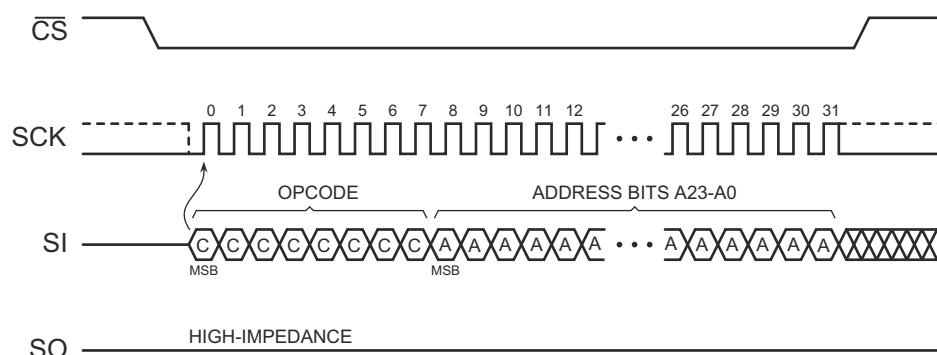 CS
0 1 2 3 4 5 6 7 8 9 10 11 12 26 27 28 29 30 31
SCK
• • •
OPCODE ADDRESS BITS A23-A0
SI C C C C C C C C A A A A A A • • • A A A A A A
MSB MSB
HIGH-IMPEDANCE
SO